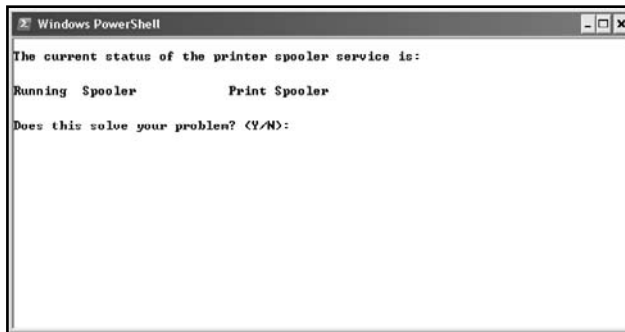 Windows PowerShell
The current status of the printer spooler service is:
Running Spooler Print Spooler
Does this solve your problem? (Y/N):